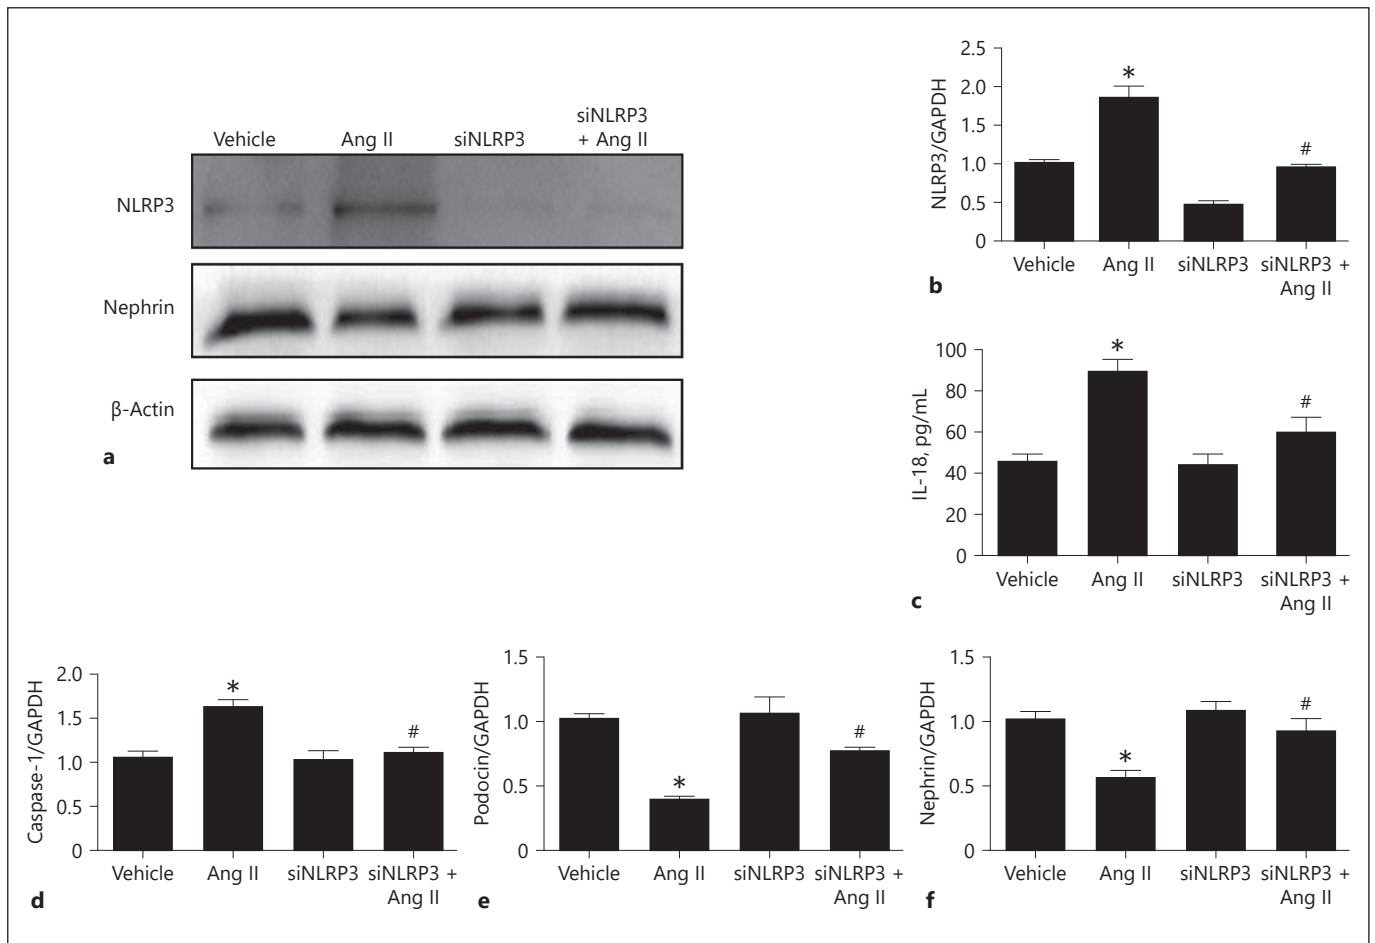 Vehicle
Ang II
siNLRP3
siNLRP3
+ Ang II
NLRP3
Nephrin
β-Actin
a
NLRP3/GAPDH
2.5
2.0
1.5
1.0
0.5
0
*
#
Vehicle
Ang II
siNLRP3
siNLRP3 +
Ang II
b
IL-18, pg/mL
100
80
60
40
20
0
*
#
Vehicle
Ang II
siNLRP3
siNLRP3 +
Ang II
c
Caspase-1/GAPDH
2.0
1.5
1.0
0.5
0
*
#
Vehicle
Ang II
siNLRP3
siNLRP3 +
Ang II
d
Podocin/GAPDH
1.5
1.0
0.5
0
*
#
Vehicle
Ang II
siNLRP3
siNLRP3 +
Ang II
e
Nephrin/GAPDH
1.5
1.0
0.5
0
*
#
Vehicle
Ang II
siNLRP3
siNLRP3 +
Ang II
f